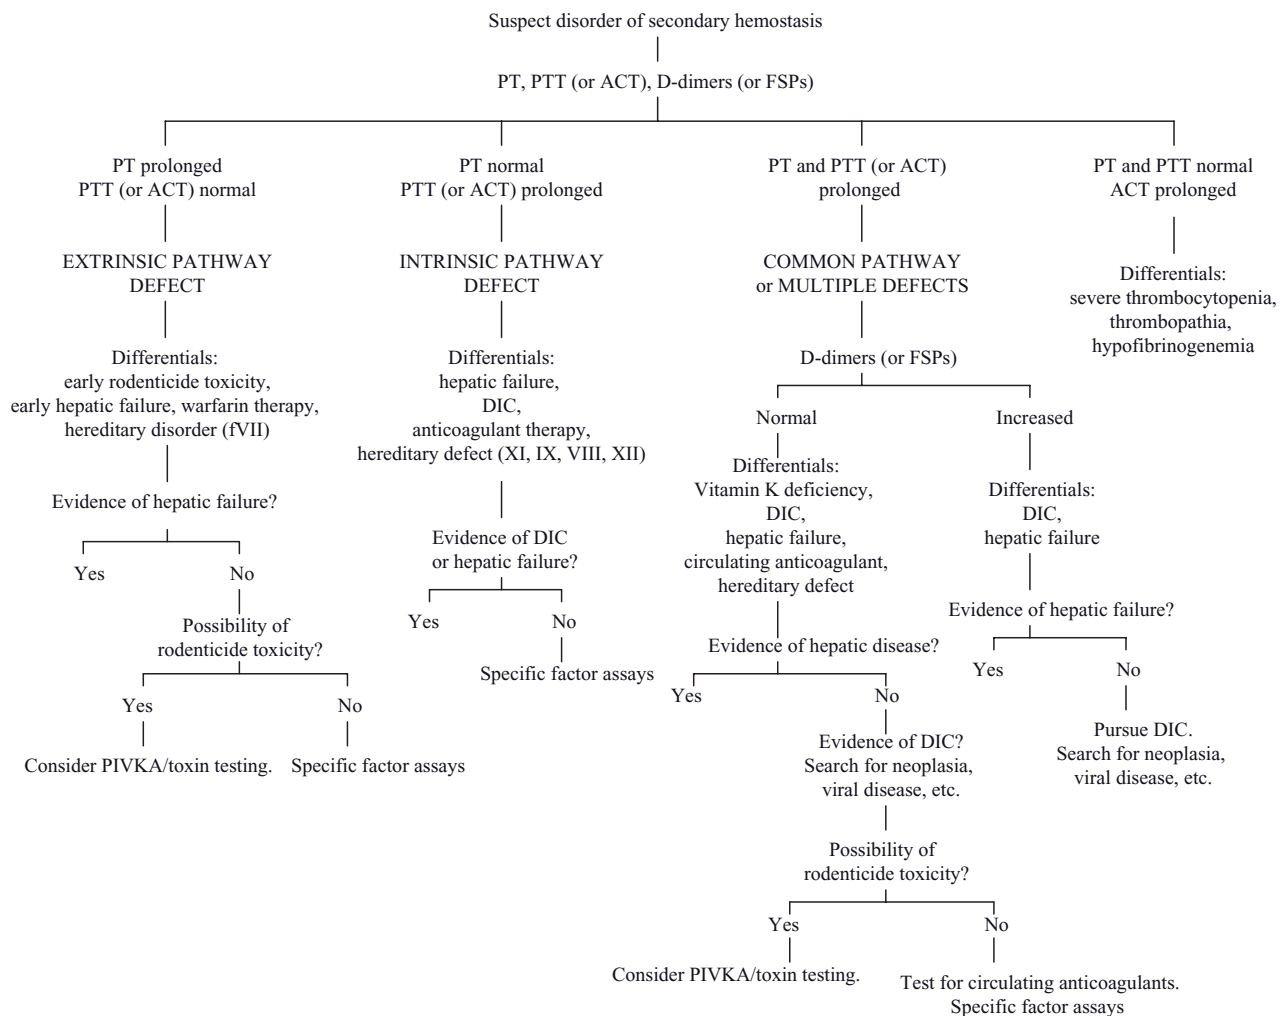 Suspect disorder of secondary hemostasis
PT, PTT (or ACT), D-dimers (or FSPs)
PT prolonged
PTT (or ACT) normal
EXTRINSIC PATHWAY
DEFECT
Differentials:
early rodenticide toxicity,
early hepatic failure, warfarin therapy,
hereditary disorder (fVII)
Evidence of hepatic failure?
Yes
No
Possibility of
rodenticide toxicity?
Yes
No
Consider PIVKA/toxin testing.
Specific factor assays
PT normal
PTT (or ACT) prolonged
INTRINSIC PATHWAY
DEFECT
Differentials:
hepatic failure,
DIC,
anticoagulant therapy,
hereditary defect (XI, IX, VIII, XII)
Evidence of DIC
or hepatic failure?
Yes
No
Specific factor assays
PT and PTT (or ACT)
prolonged
COMMON PATHWAY
or MULTIPLE DEFECTS
D-dimers (or FSPs)
Normal
Differentials:
Vitamin K deficiency,
DIC,
hepatic failure,
circulating anticoagulant,
hereditary defect
Evidence of hepatic disease?
Yes
No
Evidence of DIC?
Search for neoplasia,
viral disease, etc.
Possibility of
rodenticide toxicity?
Yes
No
Consider PIVKA/toxin testing.
Test for circulating anticoagulants.
Specific factor assays
Increased
Differentials:
DIC,
hepatic failure
Evidence of hepatic failure?
Yes
No
Pursue DIC.
Search for neoplasia,
viral disease, etc.
PT and PTT normal
ACT prolonged
Differentials:
severe thrombocytopenia,
thrombopathia,
hypofibrinogenemia